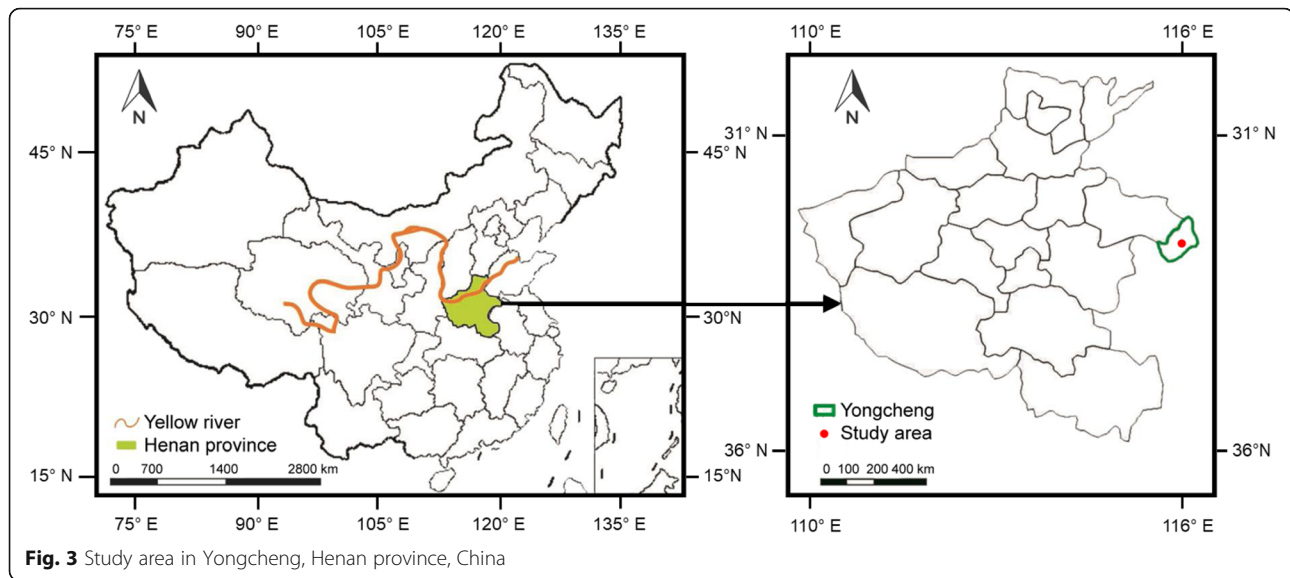 75° E 90° E 105° E 120° E 135° E
110° E 116° E
N
N
31° N 31° N
45° N 45° N
30° N 30°N
Yellow river
Henan province
0 700 1400 2800 km
15° N 15°N
Yongcheng
Study area
0 100 200 400 km
36° N 36° N
75° E 90° E 105° E 120° E 135° E
110° E 116° E
Fig. 3 Study area in Yongcheng, Henan province, China